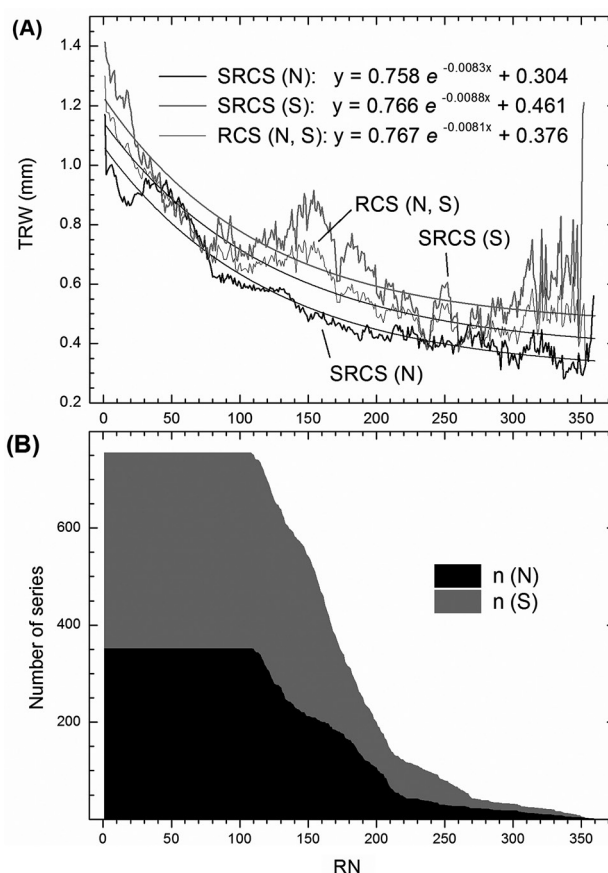 (A)
1.4
1.2
1.0
0.8
0.6
0.4
0.2
TRW (mm)
SRCS (N): y = 0.758 e -0.0083x + 0.304
SRCS (S): y = 0.766 e -0.0088x + 0.461
RCS (N, S): y = 0.767 e -0.0081x + 0.376
RCS (N, S)
SRCS (S)
SRCS (N)
0 50 100 150 200 250 300 350
(B)
600
400
200
Number of series
n (N)
n (S)
0 50 100 150 200 250 300 350
RN